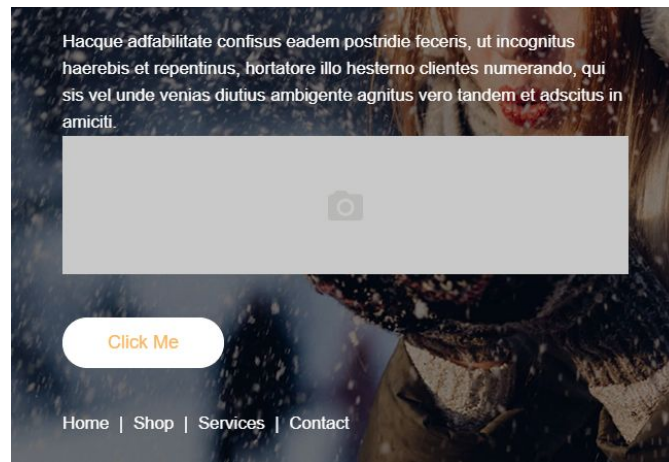 Hacque adfabilitate confisus eadem postridie feceris, ut incognitus
haerebis et repentinus, hortatore illo hesterno clientes numerando, qui
sis vel unde venias diutius ambigente agnitus vero tandem et adscitus in
amiciti.
Click Me
Home | Shop | Services | Contact